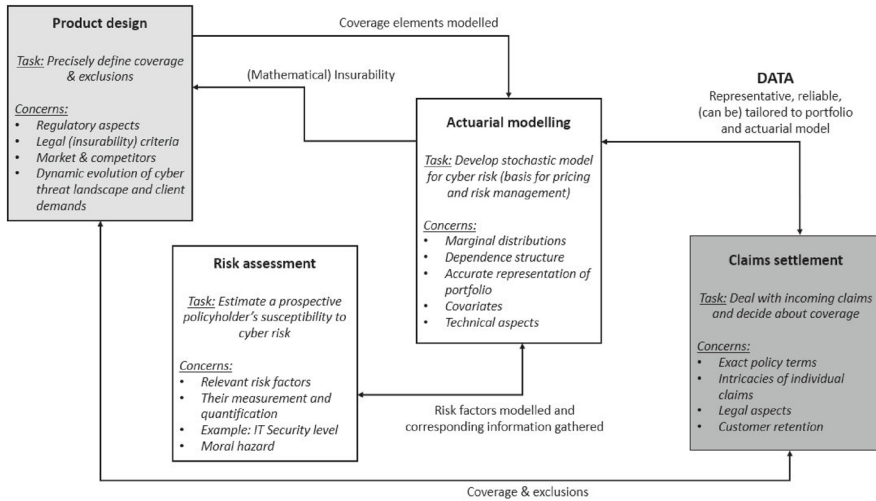 Product design
Task: Precisely define coverage
& exclusions
Concerns:
• Regulatory aspects
• Legal (insurability) criteria
• Market & competitors
• Dynamic evolution of cyber
threat landscape and client
demands
Coverage elements modelled
(Mathematical) Insurability
Actuarial modelling
Task: Develop stochastic model
for cyber risk (basis for pricing
and risk management)
Concerns:
• Marginal distributions
• Dependence structure
• Accurate representation of
portfolio
• Covariates
• Technical aspects
DATA
Representative, reliable,
(can be) tailored to portfolio
and actuarial model
Risk assessment
Task: Estimate a prospective
policyholder's susceptibility to
cyber risk
Concerns:
• Relevant risk factors
• Their measurement and
quantification
• Example: IT Security level
• Moral hazard
Risk factors modelled and
corresponding information gathered
Claims settlement
Task: Deal with incoming claims
and decide about coverage
Concerns:
• Exact policy terms
• Intricacies of individual
claims
• Legal aspects
• Customer retention
Coverage & exclusions